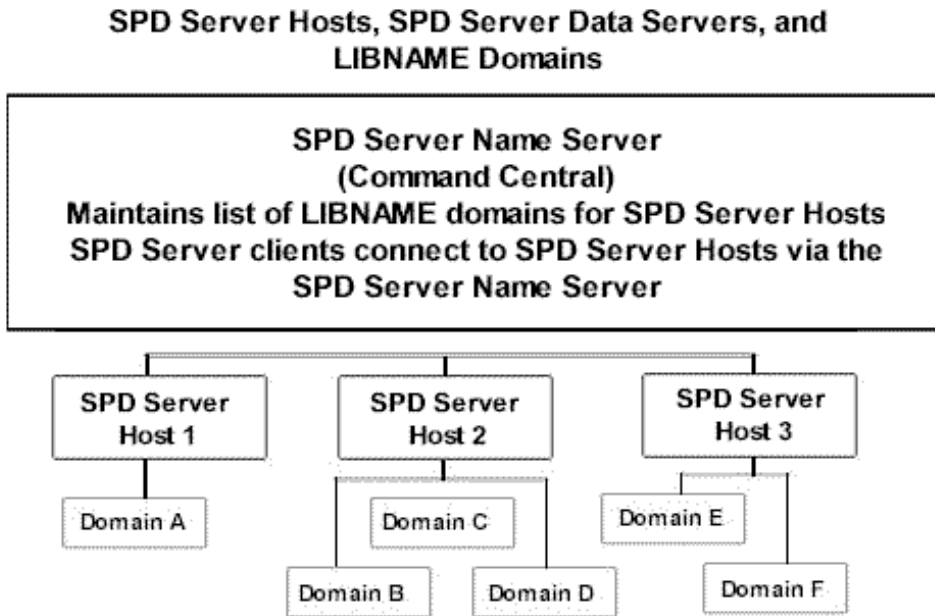 SPD Server Hosts, SPD Server Data Servers, and
LIBNAME Domains
SPD Server Name Server
(Command Central)
Maintains list of LIBNAME domains for SPD Server Hosts
SPD Server clients connect to SPD Server Hosts via the
SPD Server Name Server
SPD Server
Host 1
SPD Server
Host 2
SPD Server
Host 3
Domain A
Domain B
Domain C
Domain D
Domain E
Domain F